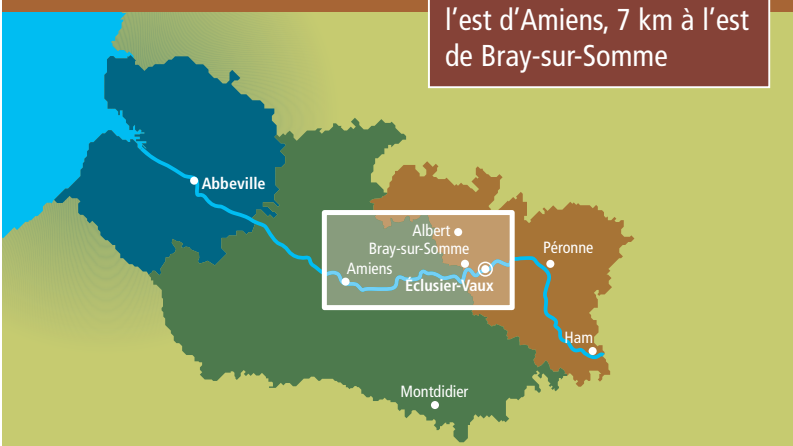 l'est d'Amiens, 7 km à l'est
de Bray-sur-Somme
Abbeville
Albert
Bray-sur-Somme
Péronne
Amiens
Éclusier-Vaux
Ham
Montdidier